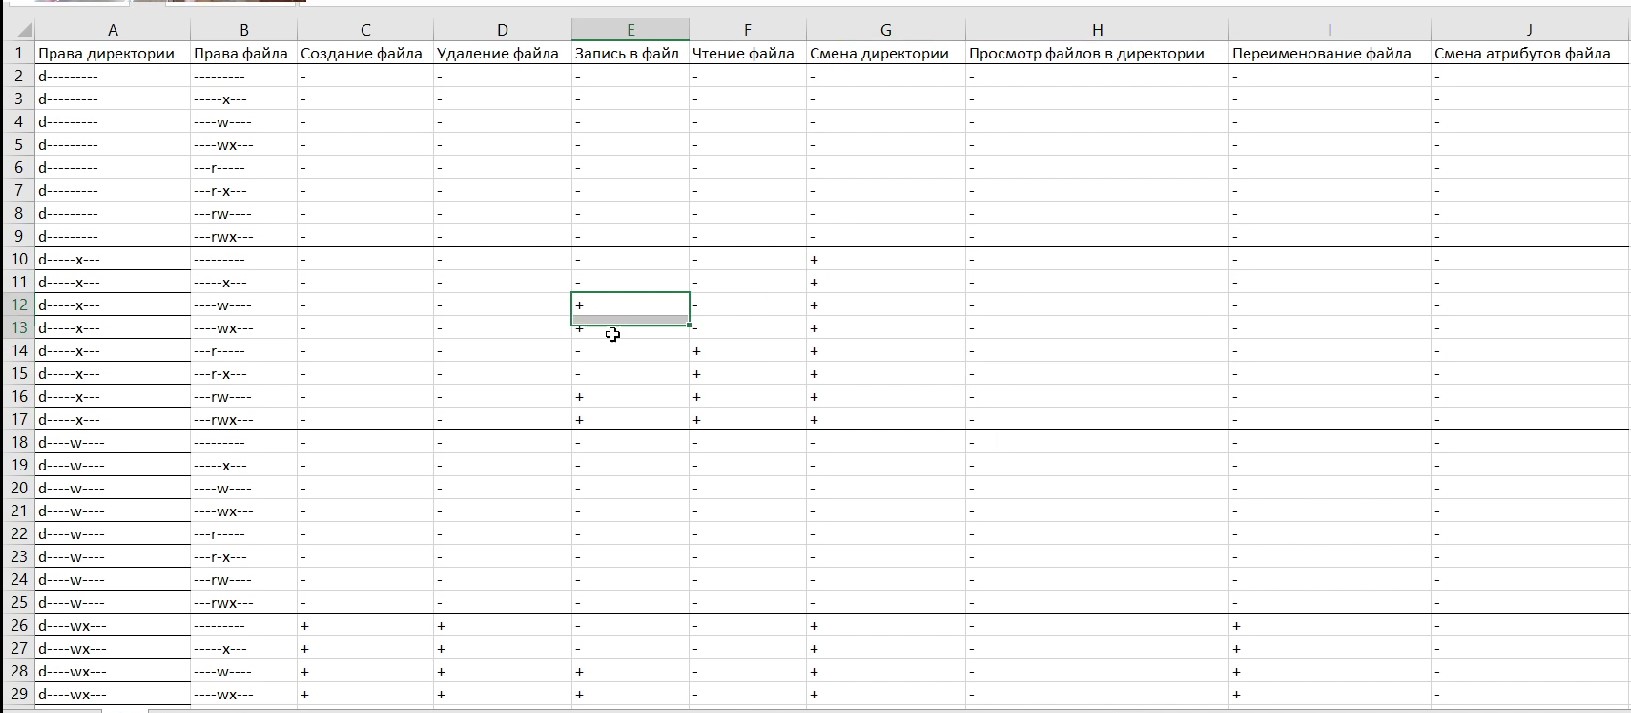 A B C D E F G H I J
1 Права директории Права файла Создание файла Удаление файла Запись в файл Чтение файла Смена директории Просмотр файлов в директории Переименование файла Смена атрибутов файла
2 d--------- --------- - - - - - - - -
3 d--------- -----x--- - - - - - - - -
4 d--------- ----w---- - - - - - - - -
5 d--------- ----wx--- - - - - - - - -
6 d--------- ---r----- - - - - - - - -
7 d--------- ---r-x--- - - - - - - - -
8 d--------- ---rw---- - - - - - - - -
9 d--------- ---rwx--- - - - - - - - -
10 d-----x--- --------- - - - - + - - -
11 d-----x--- -----x--- - - - - + - - -
12 d-----x--- ----w---- - - + - + - - -
13 d-----x--- ----wx--- - - + - + - - -
14 d-----x--- ---r----- - - - + + - - -
15 d-----x--- ---r-x--- - - - + + - - -
16 d-----x--- ---rw---- - - + + + - - -
17 d-----x--- ---rwx--- - - + + + - - -
18 d----w---- --------- - - - - - - - -
19 d----w---- -----x--- - - - - - - - -
20 d----w---- ----w---- - - - - - - - -
21 d----w---- ----wx--- - - - - - - - -
22 d----w---- ---r----- - - - - - - - -
23 d----w---- ---r-x--- - - - - - - - -
24 d----w---- ---rw---- - - - - - - - -
25 d----w---- ---rwx--- - - - - - - - -
26 d----wx--- --------- + + - - + - + -
27 d----wx--- -----x--- + + - - + - + -
28 d----wx--- ----w---- + + + - + - + -
29 d----wx--- ----wx--- + + + - + - + -